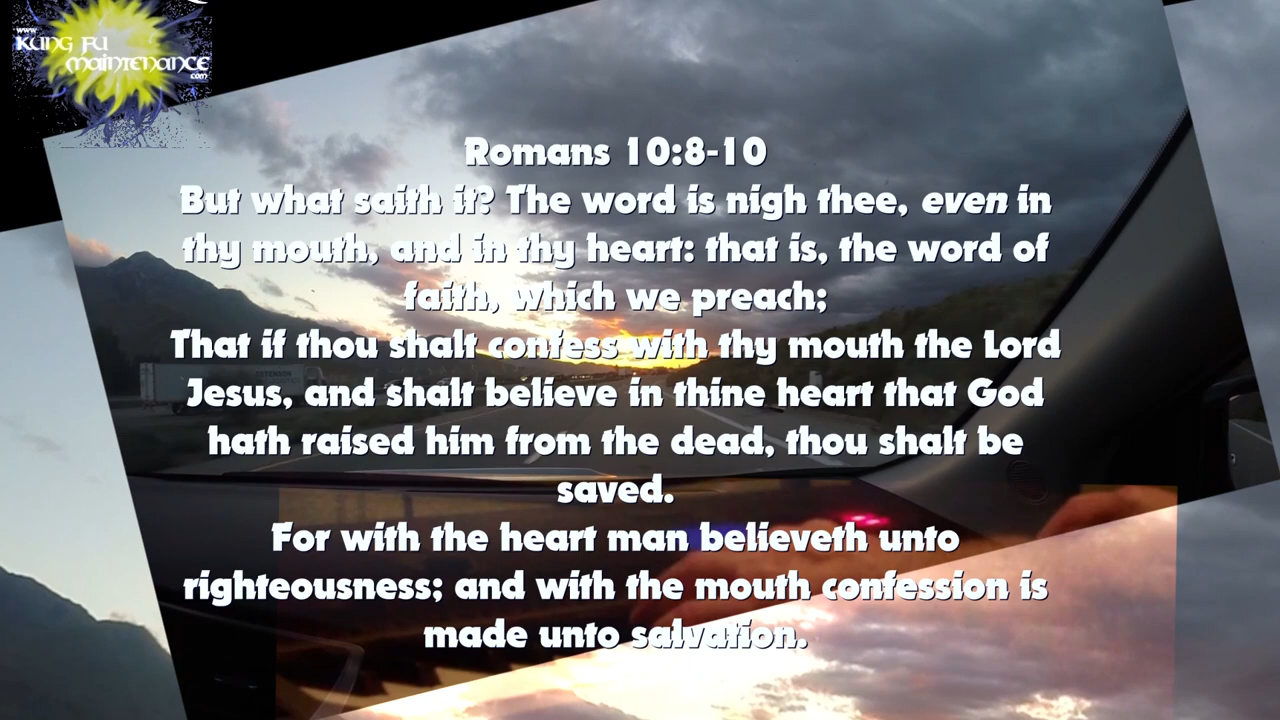 www.
KUNG FU
MAINTENANCE
.com
Romans 10:8-10
But what saith it? The word is nigh thee, even in
thy mouth, and in thy heart: that is, the word of
faith, which we preach;
That if thou shalt confess with thy mouth the Lord
Jesus, and shalt believe in thine heart that God
hath raised him from the dead, thou shalt be
saved.
For with the heart man believeth unto
righteousness; and with the mouth confession is
made unto salvation.